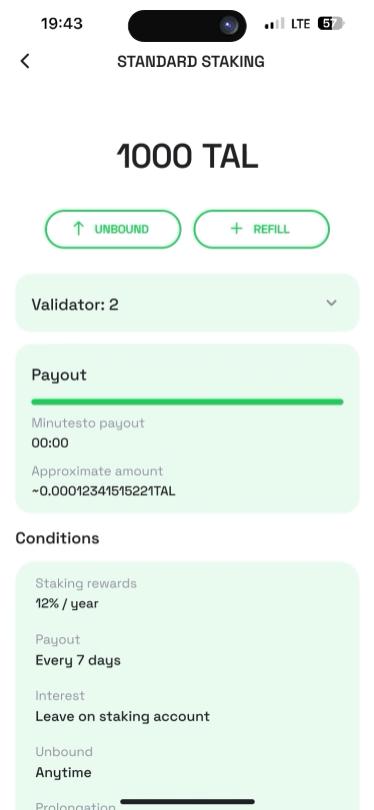 19:43
LTE
57
STANDARD STAKING
1000 TAL
UNBOUND
REFILL
Validator: 2
Payout
Minutesto payout
00:00
Approximate amount
~0.00012341515221TAL
Conditions
Staking rewards
12% / year
Payout
Every 7 days
Interest
Leave on staking account
Unbound
Anytime
Prolongation